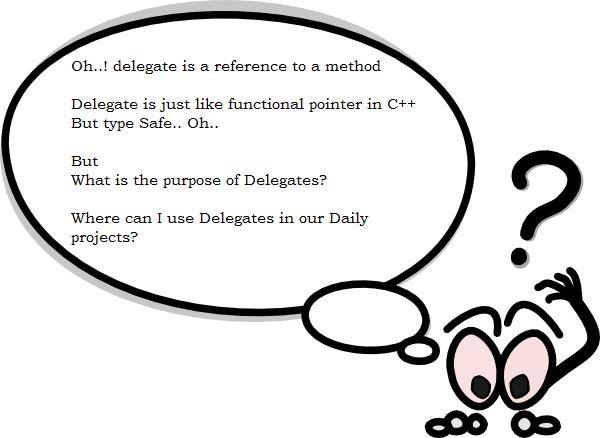 Oh..! delegate is a reference to a method
Delegate is just like functional pointer in C++
But type Safe.. Oh..
But
What is the purpose of Delegates?
Where can I use Delegates in our Daily
projects?
?